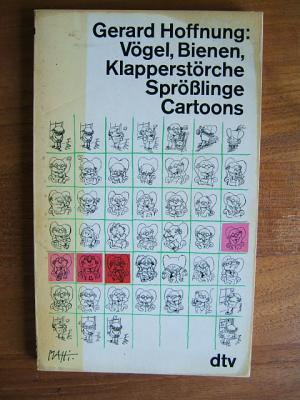 Gerard Hoffnung:
Vögel, Bienen,
Klapperstörche
Sprößlinge
Cartoons
dtv